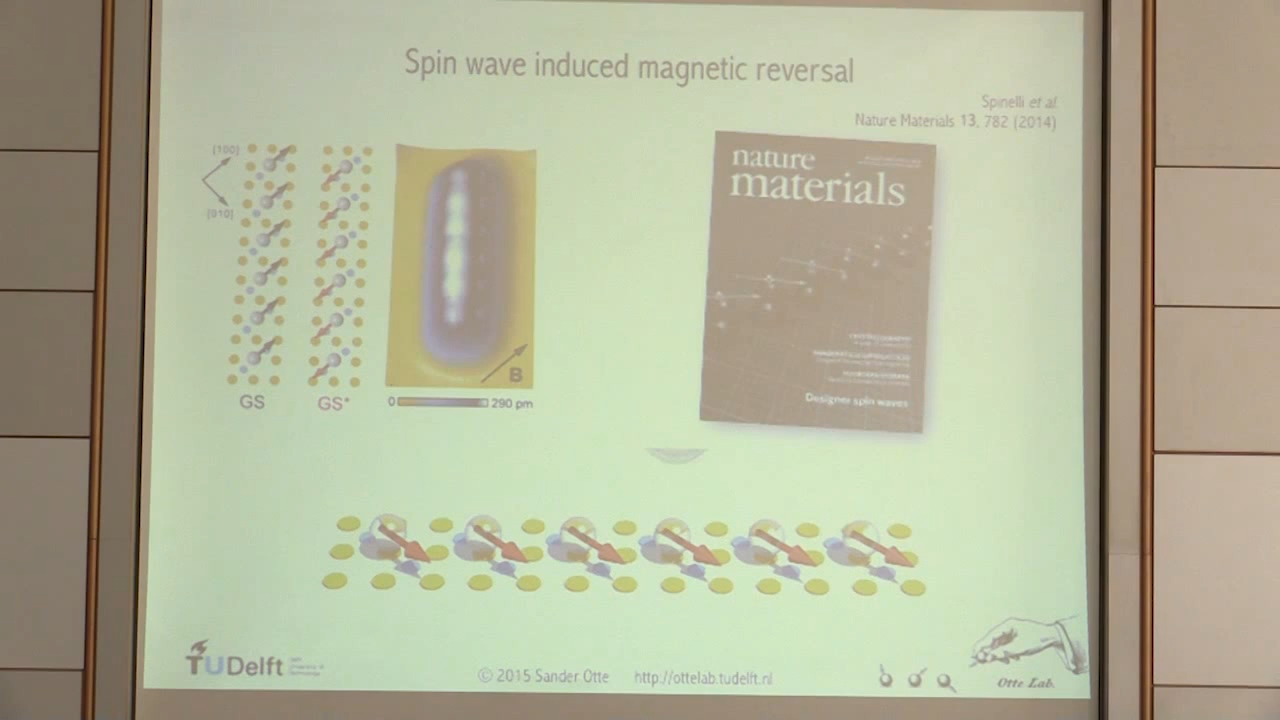 Spin wave induced magnetic reversal
Spinelli et al.
Nature Materials 13, 782 (2014)
[100]
[010]
GS
GS*
B
0
290 pm
nature
materials
Designer spin waves
TUDelft
© 2015 Sander Otte
http://ottelab.tudelft.nl
Otte Lab.